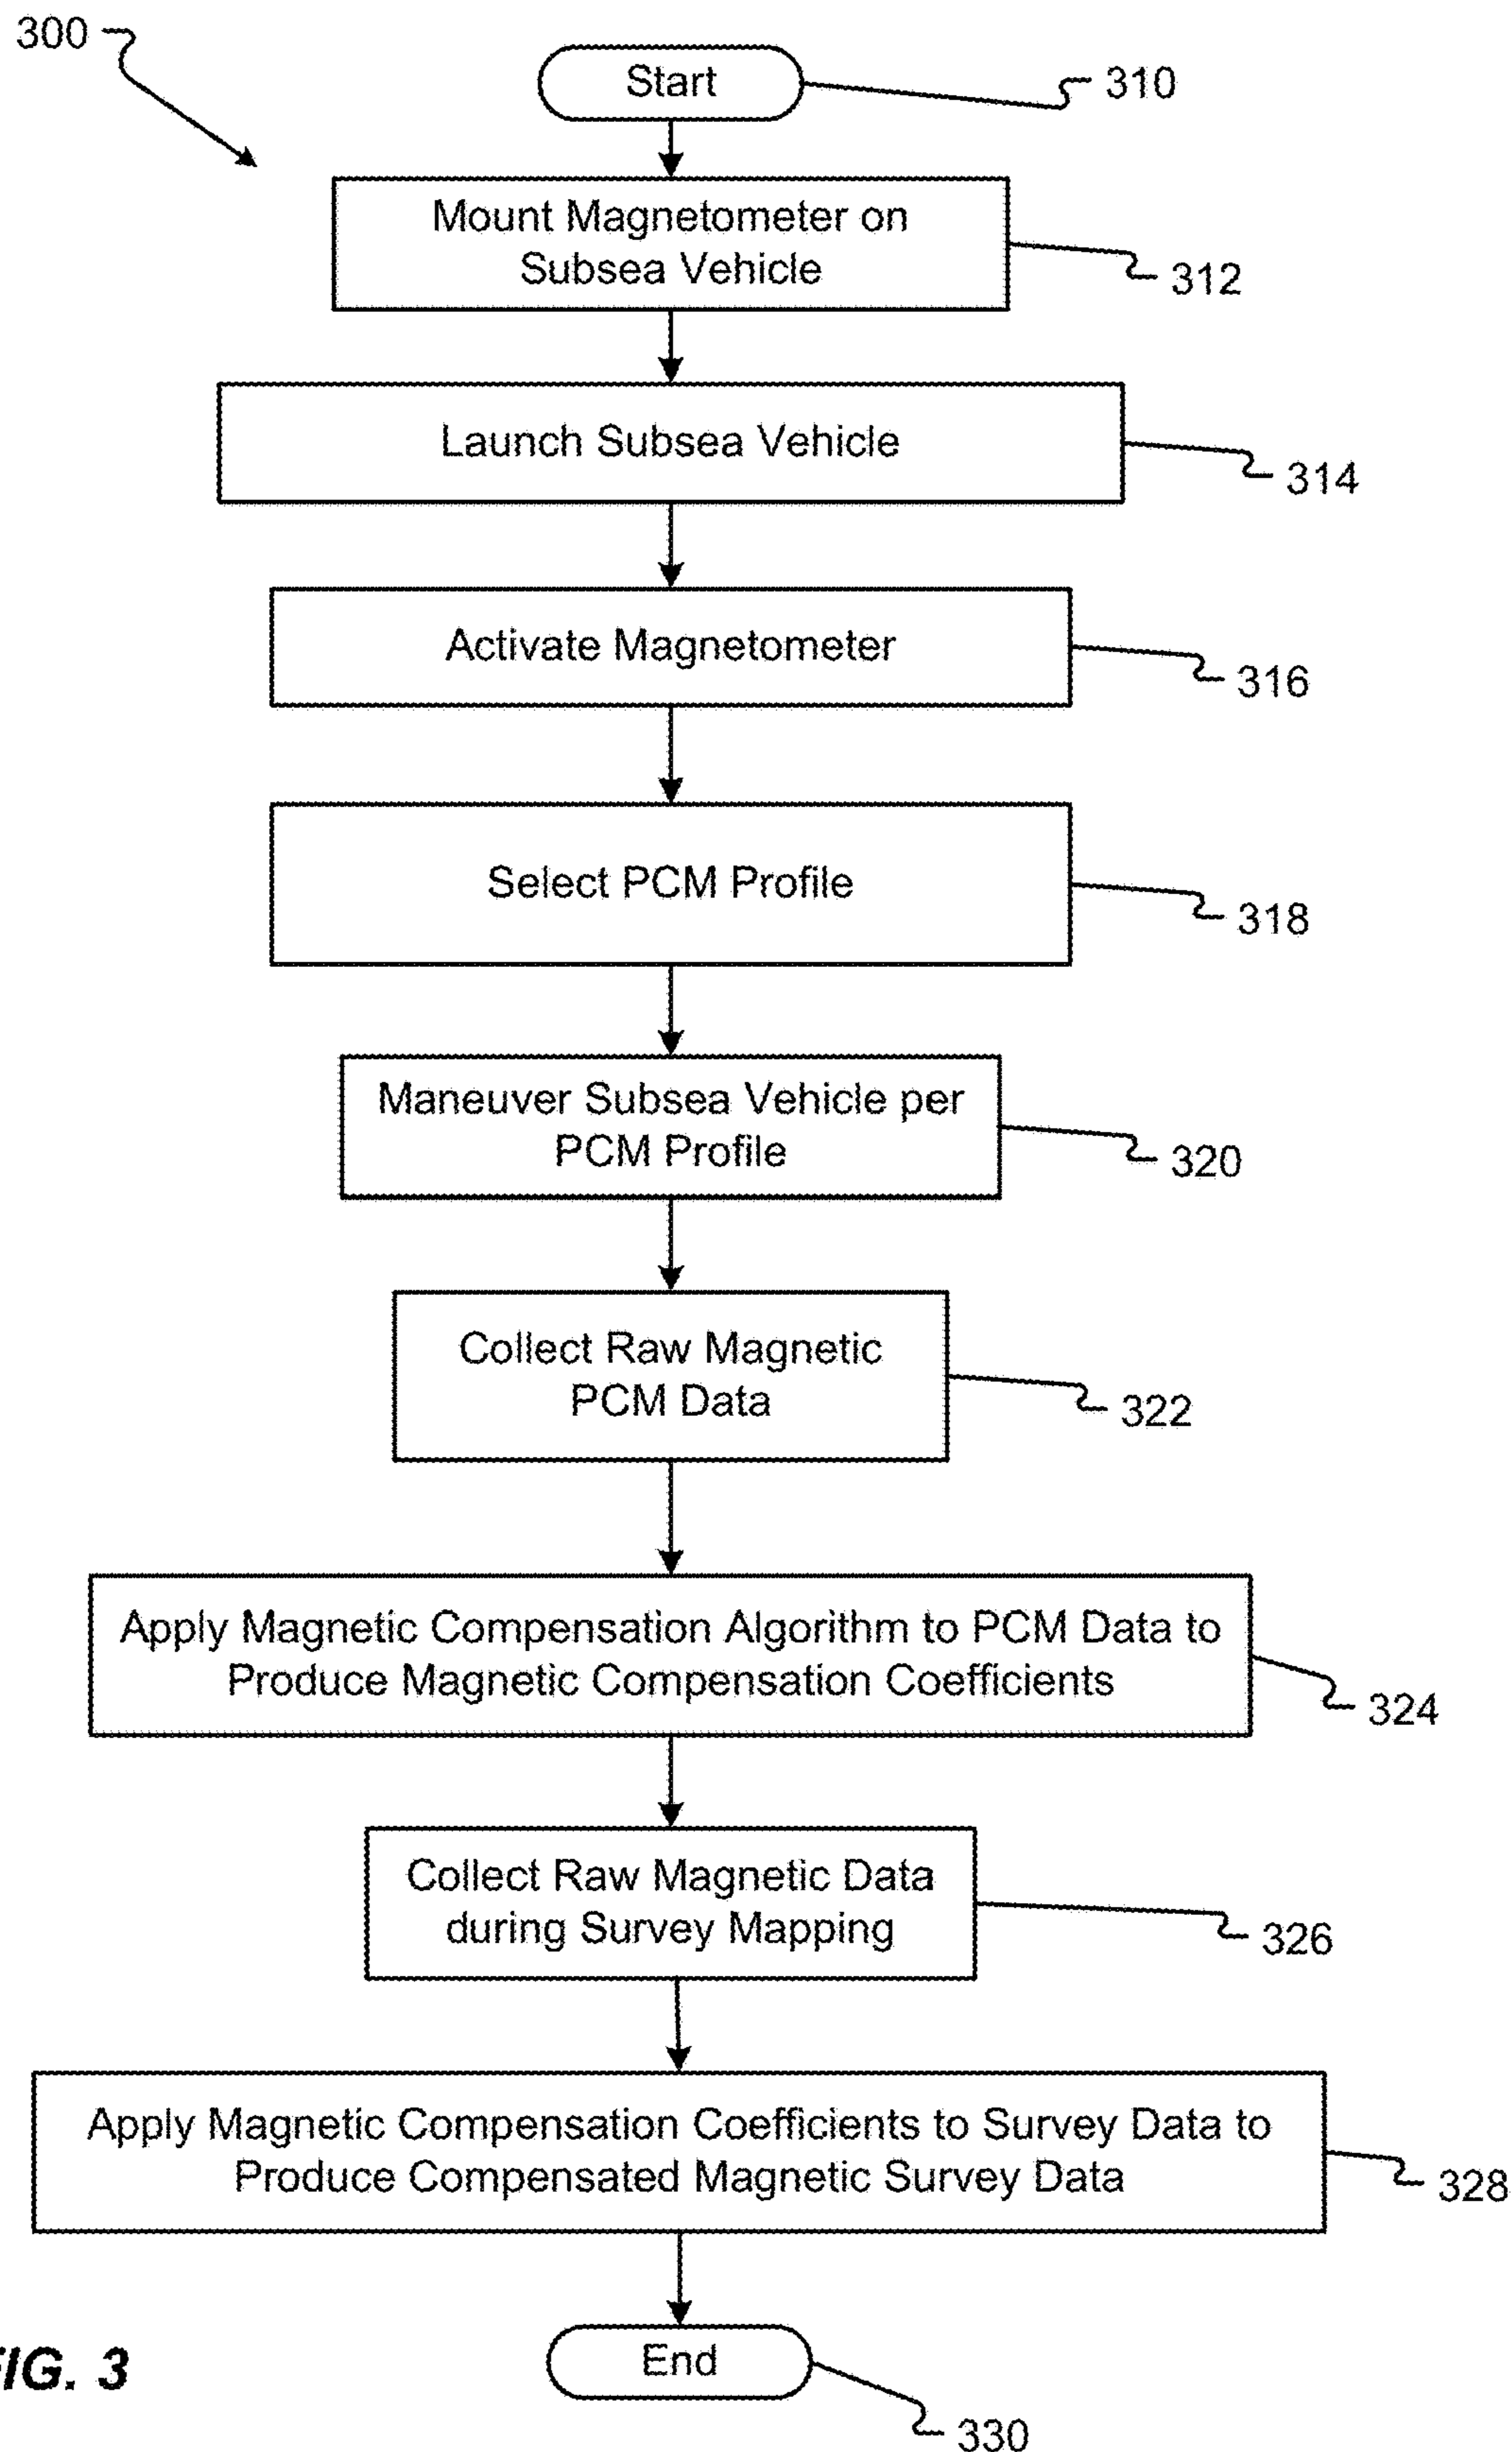 300
Start
310
Mount Magnetometer on
Subsea Vehicle
312
Launch Subsea Vehicle
314
Activate Magnetometer
316
Select PCM Profile
318
Maneuver Subsea Vehicle per
PCM Profile
320
Collect Raw Magnetic
PCM Data
322
Apply Magnetic Compensation Algorithm to PCM Data to
Produce Magnetic Compensation Coefficients
324
Collect Raw Magnetic Data
during Survey Mapping
326
Apply Magnetic Compensation Coefficients to Survey Data to
Produce Compensated Magnetic Survey Data
328
End
FIG. 3
330